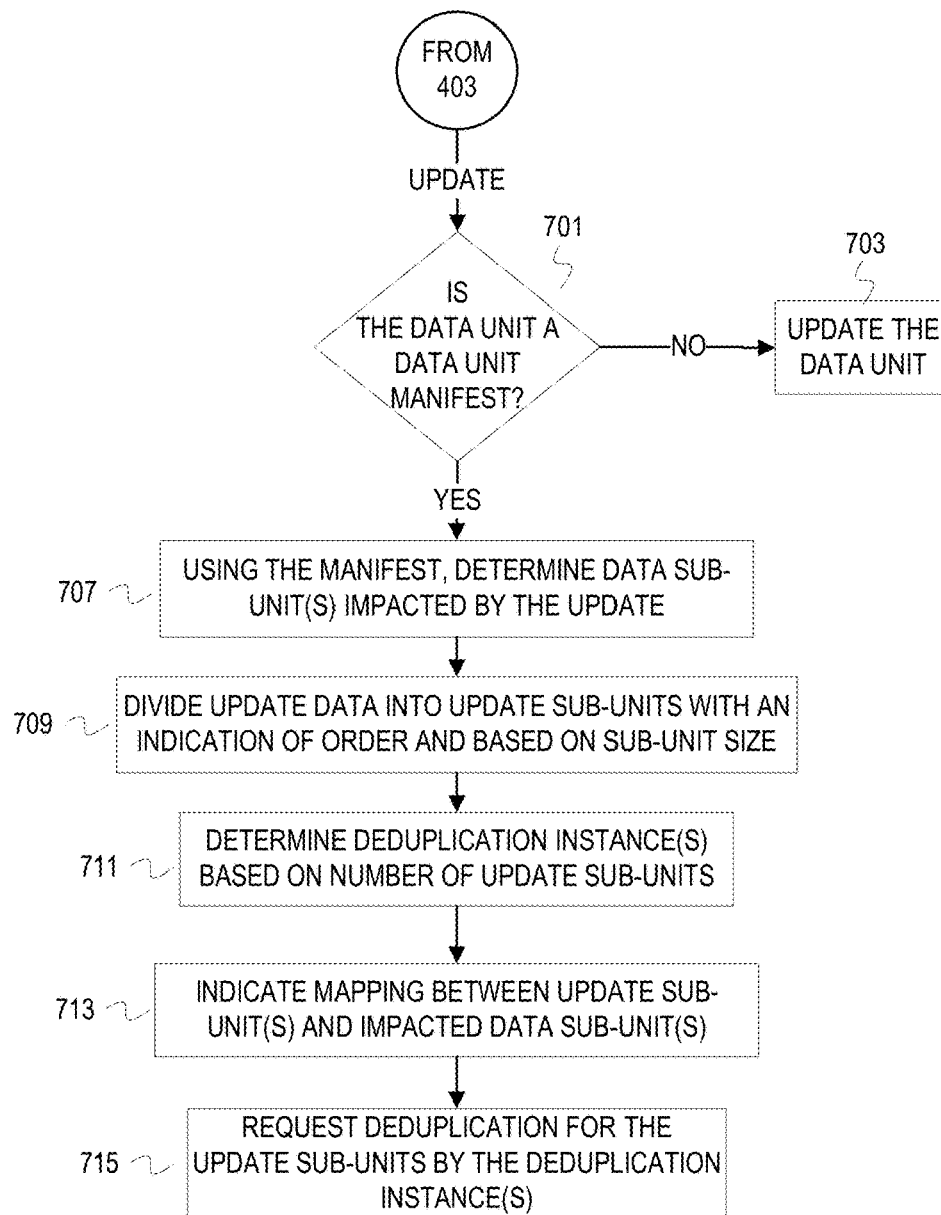 FROM
403
UPDATE
701
IS
THE DATA UNIT A
DATA UNIT
MANIFEST?
NO
703
UPDATE THE
DATA UNIT
YES
707
USING THE MANIFEST, DETERMINE DATA SUB-
UNIT(S) IMPACTED BY THE UPDATE
709
DIVIDE UPDATE DATA INTO UPDATE SUB-UNITS WITH AN
INDICATION OF ORDER AND BASED ON SUB-UNIT SIZE
711
DETERMINE DEDUPLICATION INSTANCE(S)
BASED ON NUMBER OF UPDATE SUB-UNITS
713
INDICATE MAPPING BETWEEN UPDATE SUB-
UNIT(S) AND IMPACTED DATA SUB-UNIT(S)
715
REQUEST DEDUPLICATION FOR THE
UPDATE SUB-UNITS BY THE DEDUPLICATION
INSTANCE(S)